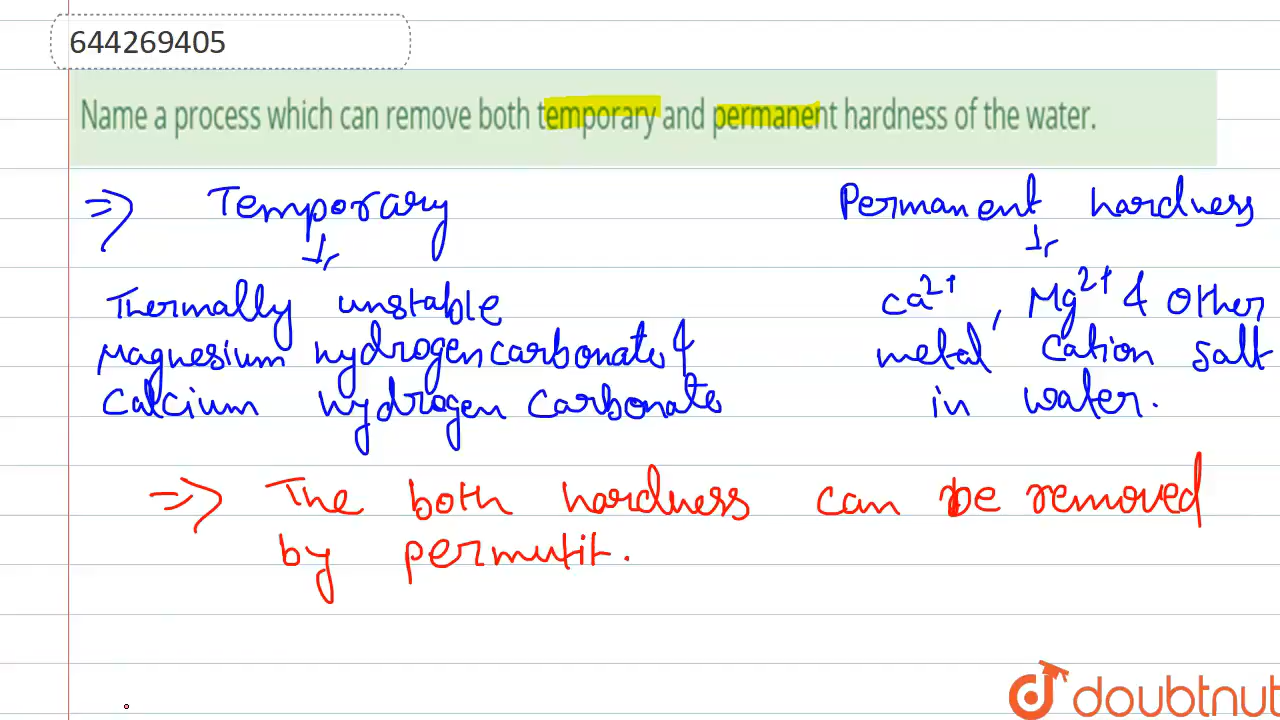 644269405
Name a process which can remove both temporary and permanent hardness of the water.
⇒ Temporary
Permanent hardness
Thermally unstable
Magnesium hydrogencarbonate &
Calcium hydrogen carbonate
Ca²⁺, Mg²⁺ & Other
metal cation salt
in water.
⇒ The both hardness can be removed
by permutit.
doubtnut